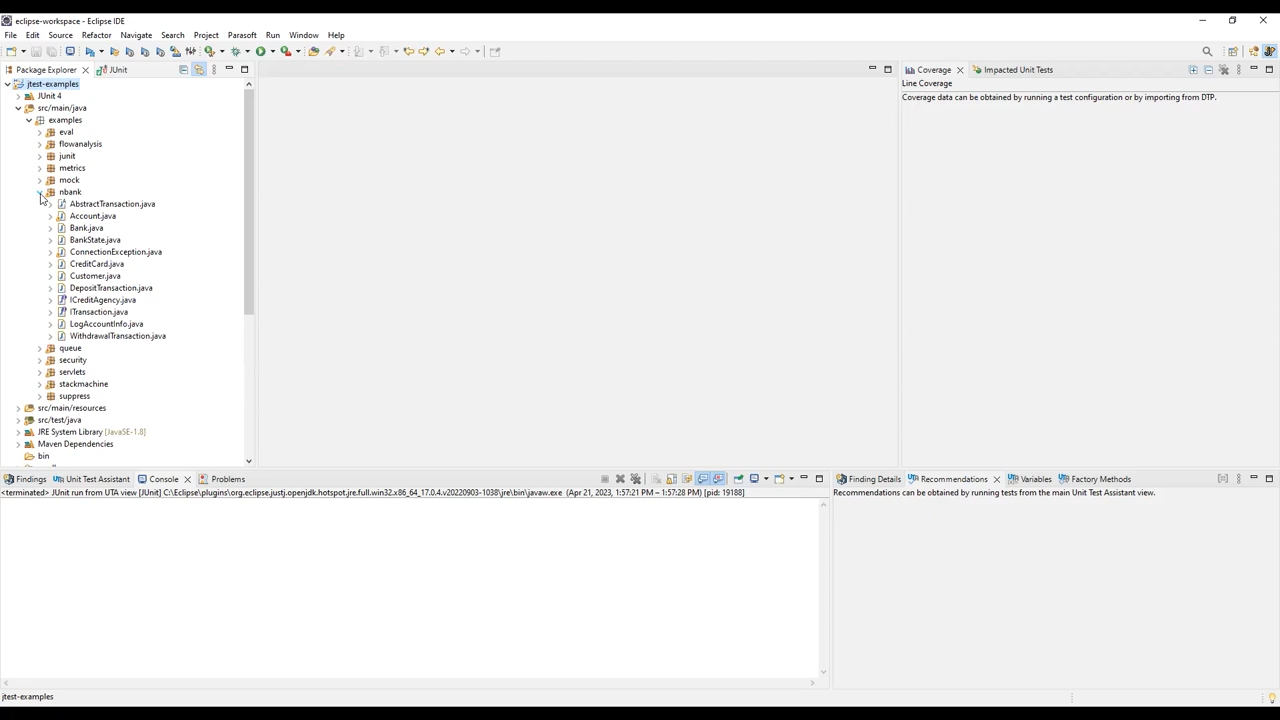 eclipse-workspace - Eclipse IDE
File Edit Source Refactor Navigate Search Project Parasoft Run Window Help
Package Explorer JUnit
jtest-examples
JUnit 4
src/main/java
examples
eval
flowanalysis
junit
metrics
mock
nbank
AbstractTransaction.java
Account.java
Bank.java
BankState.java
ConnectionException.java
CreditCard.java
Customer.java
DepositTransaction.java
ICreditAgency.java
ITransaction.java
LogAccountInfo.java
WithdrawalTransaction.java
queue
security
servlets
stackmachine
suppress
src/main/resources
src/test/java
JRE System Library [JavaSE-1.8]
Maven Dependencies
bin
Coverage Impacted Unit Tests
Line Coverage
Coverage data can be obtained by running a test configuration or by importing from DTP.
Findings Unit Test Assistant Console Problems
<terminated> JUnit run from UTA view [JUnit] C:\Eclipse\plugins\org.eclipse.justj.openjdk.hotspot.jre.full.win32.x86_64_17.0.4.v20220903-1038\jre\bin\javaw.exe (Apr 21, 2023, 1:57:21 PM – 1:57:28 PM) [pid: 19188]
Finding Details Recommendations Variables Factory Methods
Recommendations can be obtained by running tests from the main Unit Test Assistant view.
jtest-examples